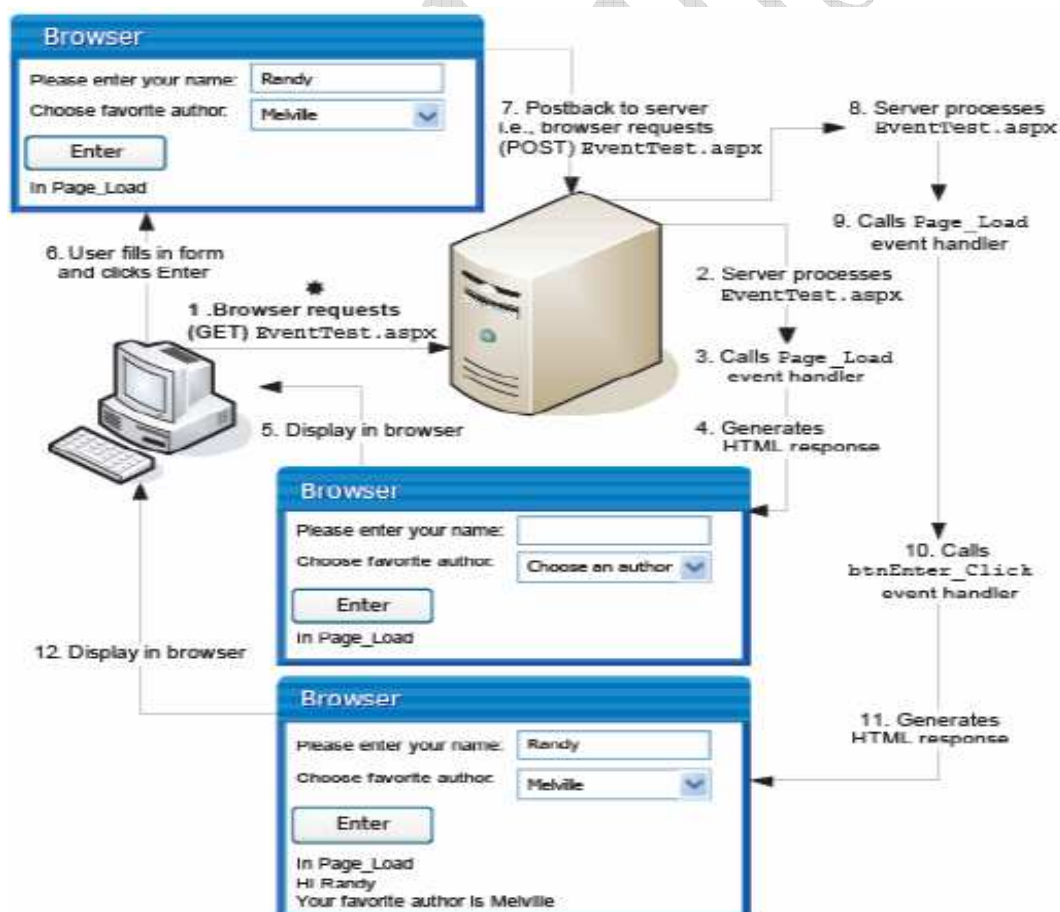 Browser
Please enter your name:
Randy
Choose favorite author:
Melville
Enter
In Page_Load
7. Postback to server
i.e., browser requests
(POST) EventTest.aspx
8. Server processes
EventTest.aspx
9. Calls Page_Load
event handler
6. User fills in form
and clicks Enter
*
1 .Browser requests
(GET) EventTest.aspx
2. Server processes
EventTest.aspx
3. Calls Page_Load
event handler
4. Generates
HTML response
5. Display in browser
Browser
Please enter your name:
Choose favorite author:
Choose an author
Enter
In Page_Load
10. Calls
btnEnter_Click
event handler
12. Display in browser
11. Generates
HTML response
Browser
Please enter your name:
Randy
Choose favorite author:
Melville
Enter
In Page_Load
Hi Randy
Your favorite author is Melville